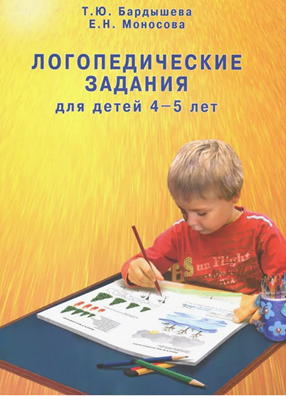 Т.Ю. Бардышева
Е.Н. Моносова
ЛОГОПЕДИЧЕСКИЕ
ЗАДАНИЯ
для детей 4–5 лет